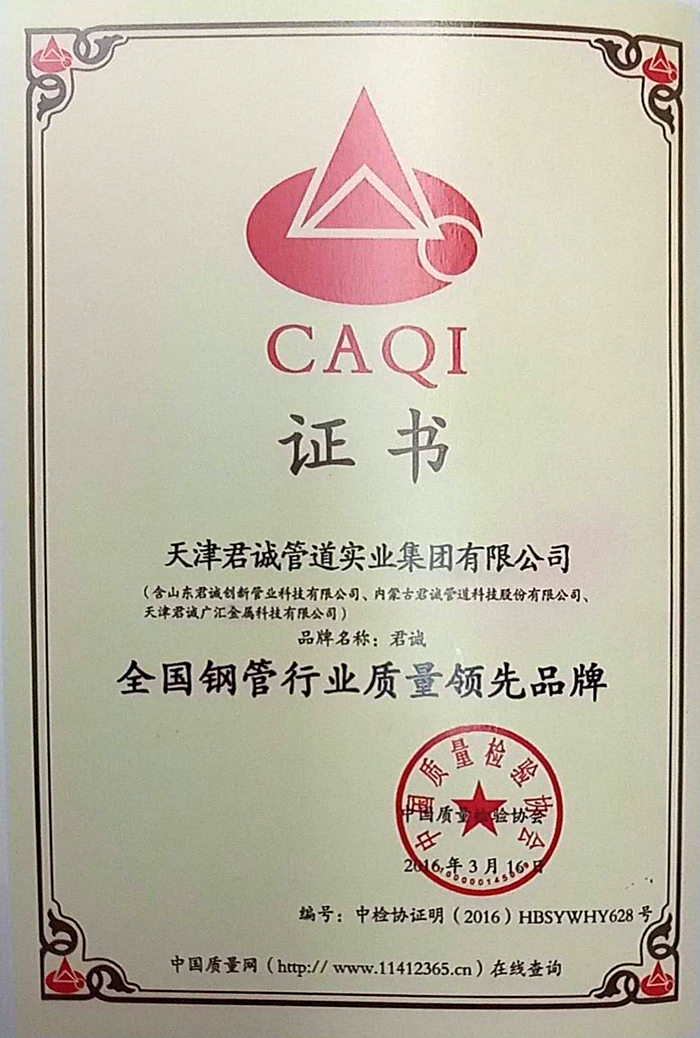 CAQI
证书
天津君诚管道实业集团有限公司
（含山东君诚创新管业科技有限公司、内蒙古君诚管道科技股份有限公司、
天津君诚广汇金属科技有限公司）
品牌名称：君诚
全国钢管行业质量领先品牌
中国质量检验协会
中国质量检验协会
2016年3月16日
编号：中检协证明（2016）HBSYWHY628号
中国质量网（http:// www.11412365.cn）在线查询